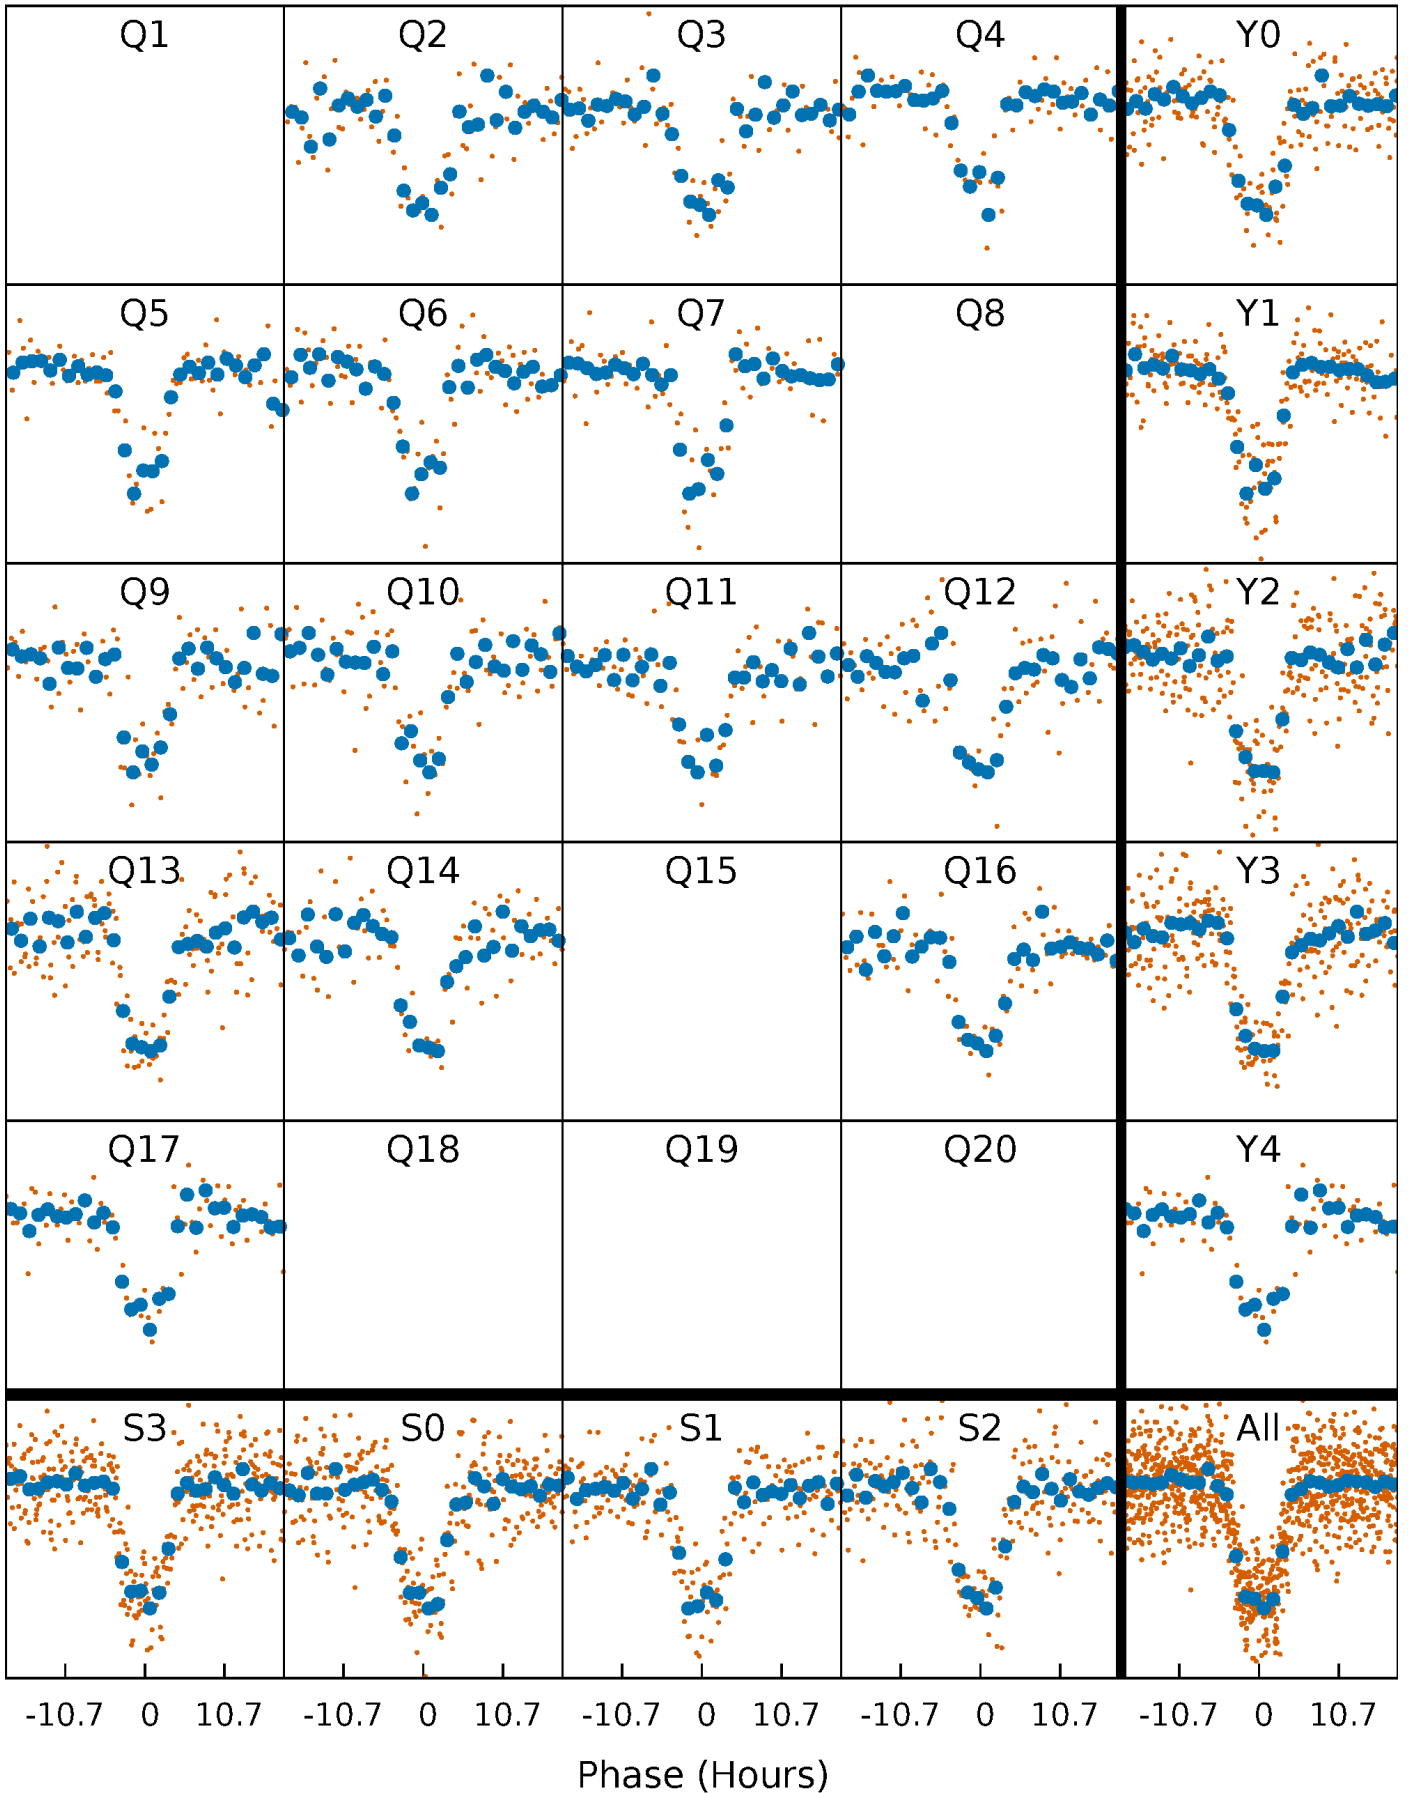 Q1 Q2 Q3 Q4 Y0
Q5 Q6 Q7 Q8 Y1
Q9 Q10 Q11 Q12 Y2
Q13 Q14 Q15 Q16 Y3
Q17 Q18 Q19 Q20 Y4
S3 S0 S1 S2 All
-10.7 0 10.7 -10.7 0 10.7 -10.7 0 10.7 -10.7 0 10.7 -10.7 0 10.7
Phase (Hours)